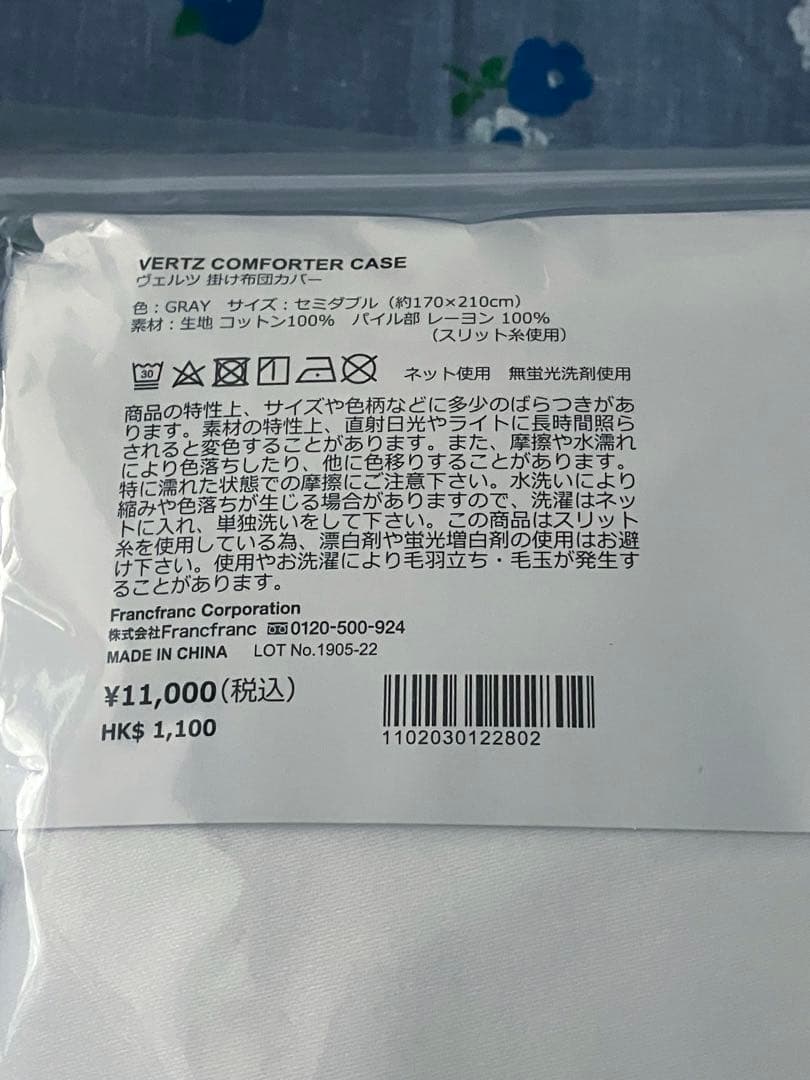 VERTZ COMFORTER CASE
ヴェルツ 掛け布団カバー
色：GRAY　サイズ：セミダブル（約170×210cm）
素材：生地 コットン100%　パイル部 レーヨン 100%
（スリット糸使用）
30
ネット使用　無蛍光洗剤使用
商品の特性上、サイズや色柄などに多少のばらつきがあ
ります。素材の特性上、直射日光やライトに長時間照ら
されると変色することがあります。また、摩擦や水濡れ
により色落ちしたり、他に色移りすることがあります。
特に濡れた状態での摩擦にご注意下さい。水洗いにより
縮みや色落ちが生じる場合がありますので、洗濯はネッ
トに入れ、単独洗いをして下さい。この商品はスリット
糸を使用している為、漂白剤や蛍光増白剤の使用はお避
け下さい。使用やお洗濯により毛羽立ち・毛玉が発生す
ることがあります。
Francfranc Corporation
株式会社Francfranc 0120-500-924
MADE IN CHINA　LOT No.1905-22
¥11,000（税込）
HK$ 1,100
1102030122802